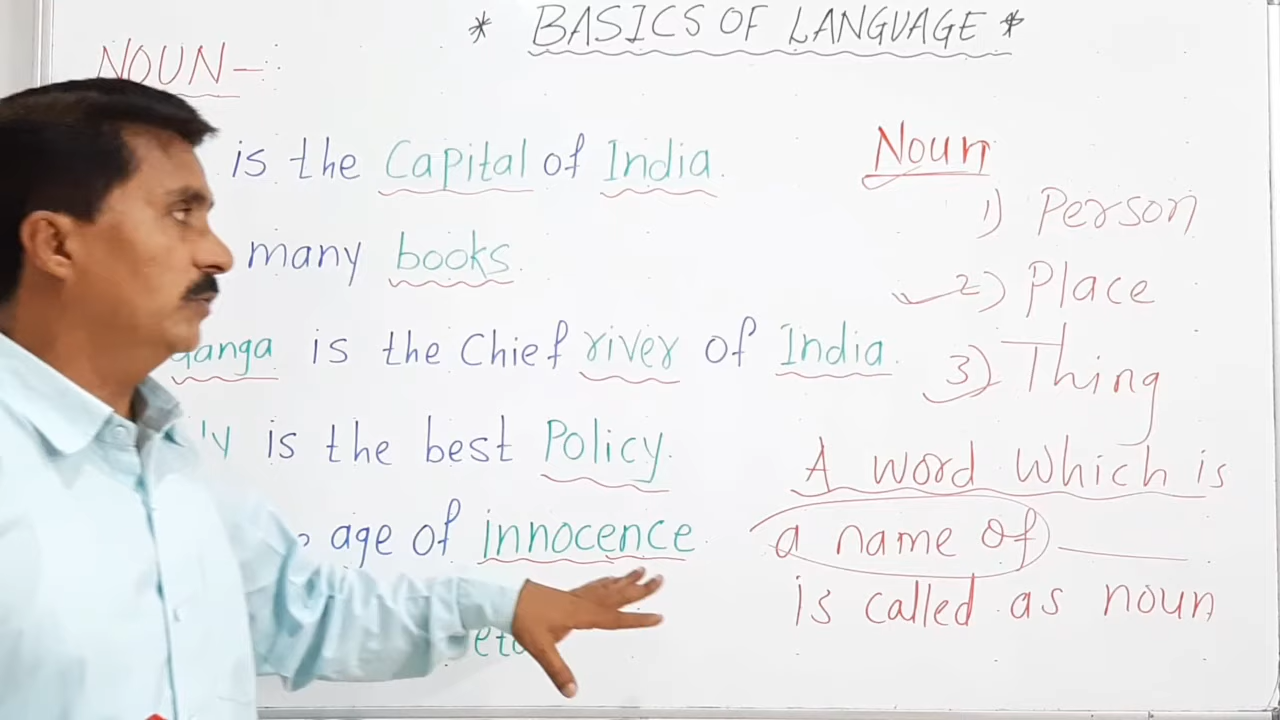 * BASICS OF LANGUAGE *
NOUN-:
is the Capital of India.
many books.
Ganga is the Chief river of India.
is the best Policy.
age of innocence.
etc
Noun
1) Person
2) Place
3) Thing
A word which is
a name of ______
is called as noun